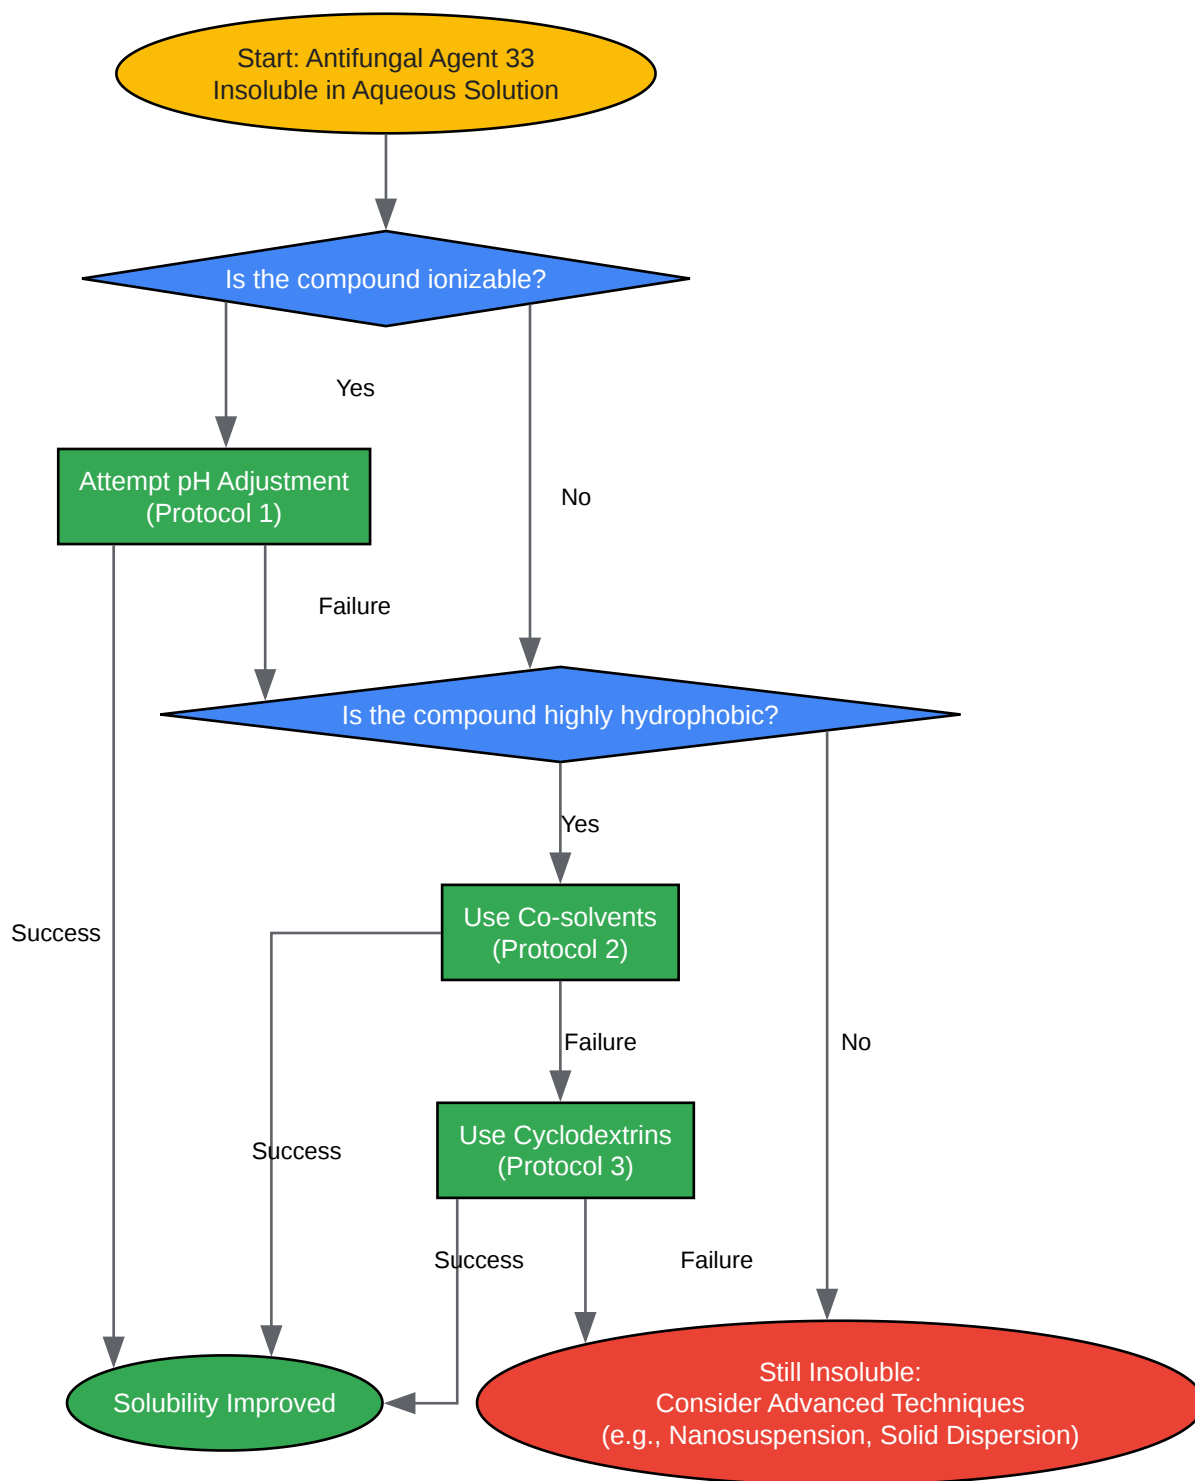 Start: Antifungal Agent 33
Insoluble in Aqueous Solution
Is the compound ionizable?
Yes
Attempt pH Adjustment
(Protocol 1)
No
Failure
Is the compound highly hydrophobic?
Yes
Use Co-solvents
(Protocol 2)
Success
Failure
No
Use Cyclodextrins
(Protocol 3)
Success
Success
Failure
Still Insoluble:
Consider Advanced Techniques
(e.g., Nanosuspension, Solid Dispersion)
Solubility Improved